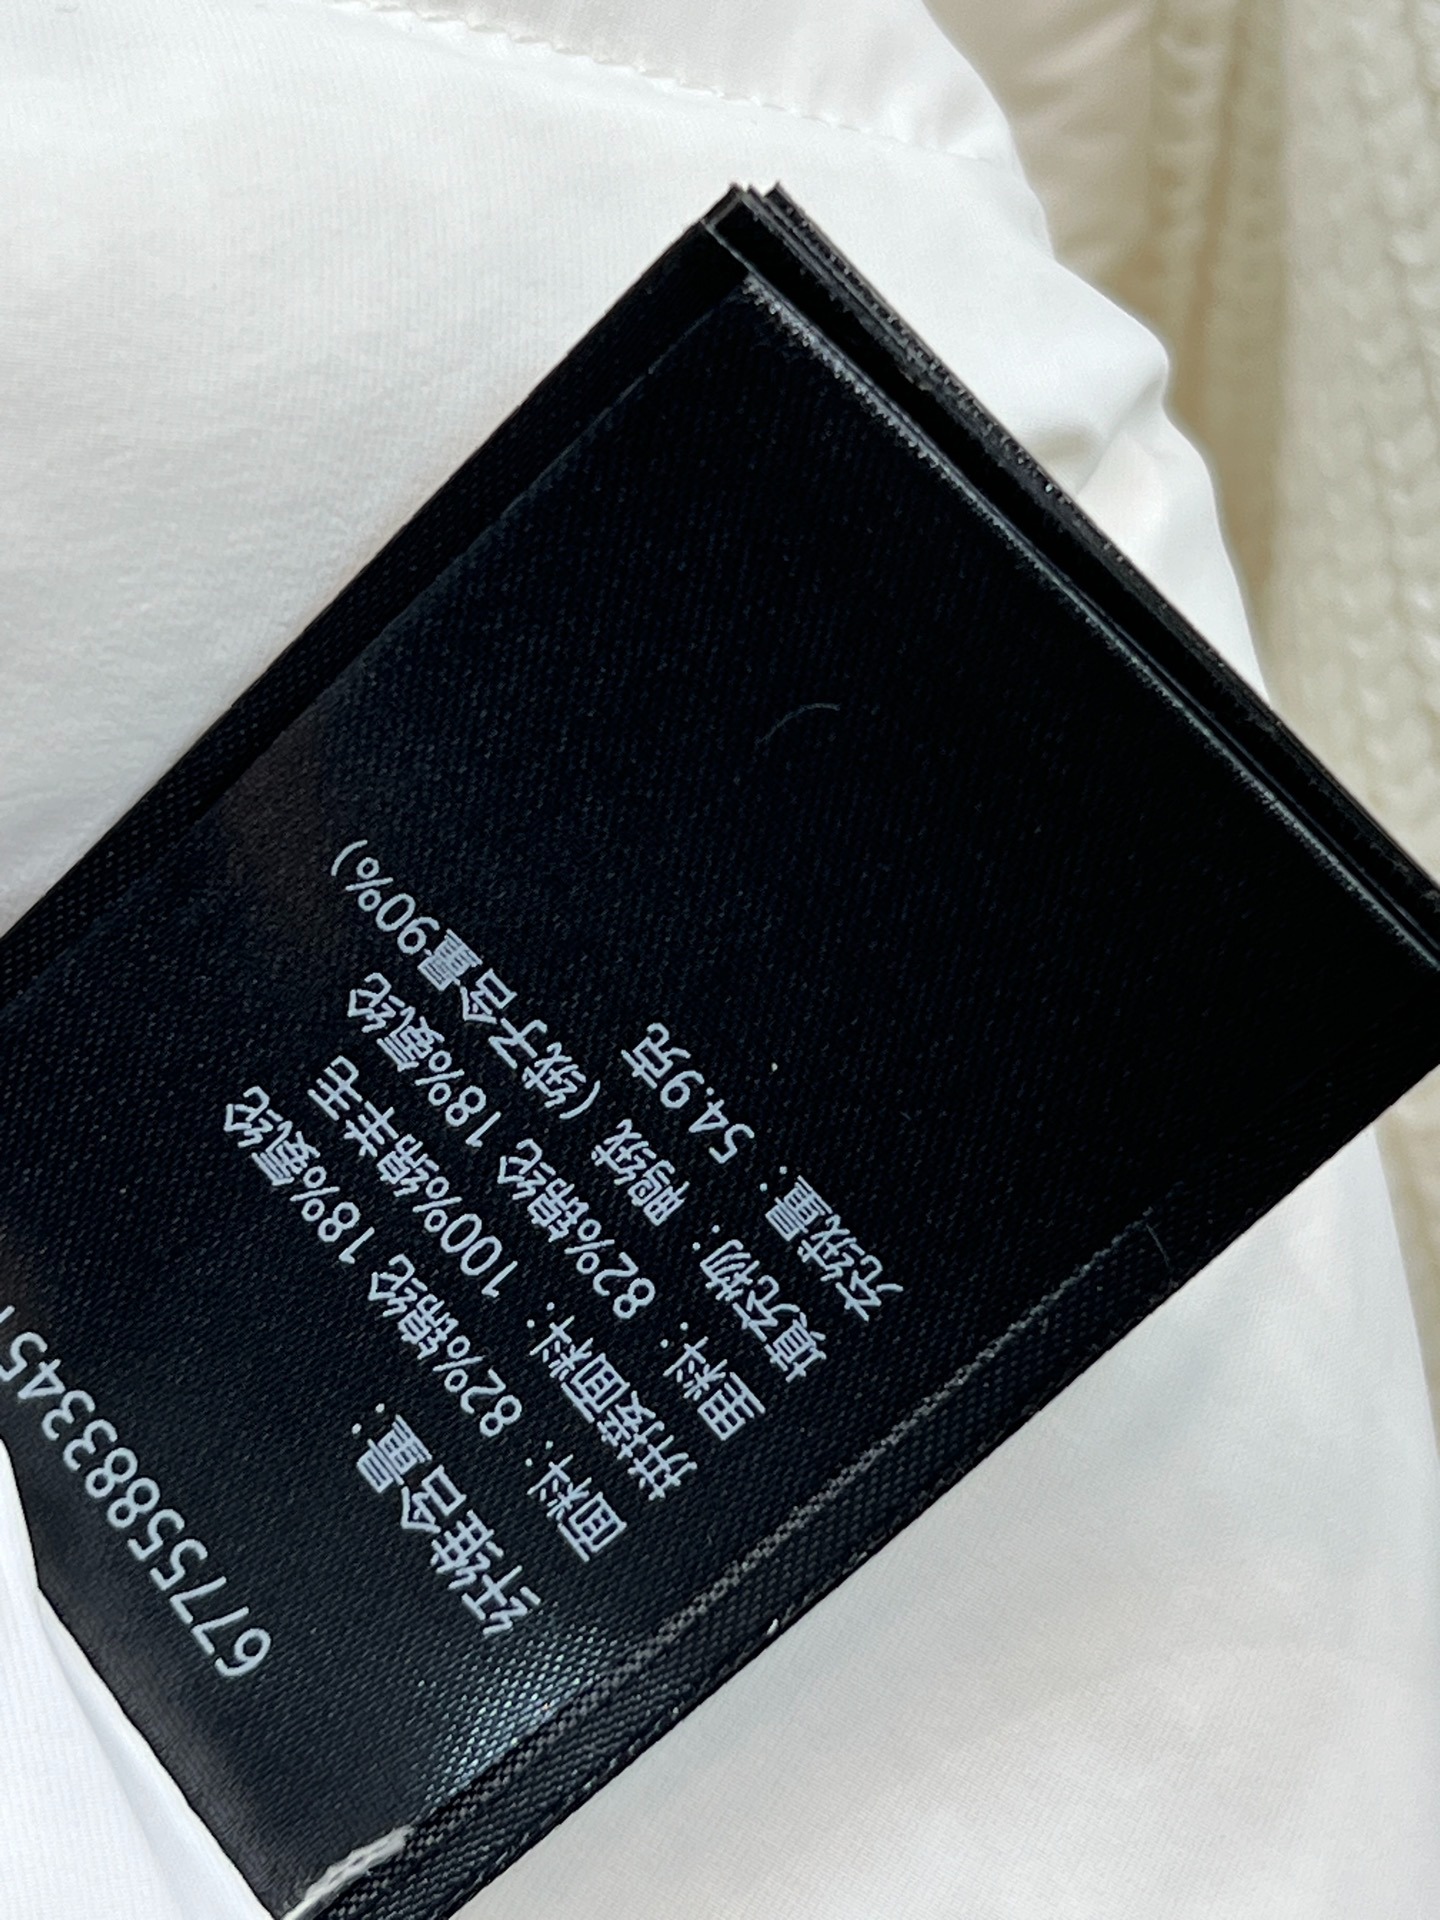 纤维含量：
面料：82%锦纶 18%氨纶
拼接面料：100%绵羊毛
里料：82%锦纶 18%氨纶
填充物：鸭绒（绒子含量90%）
充绒量：54.9克